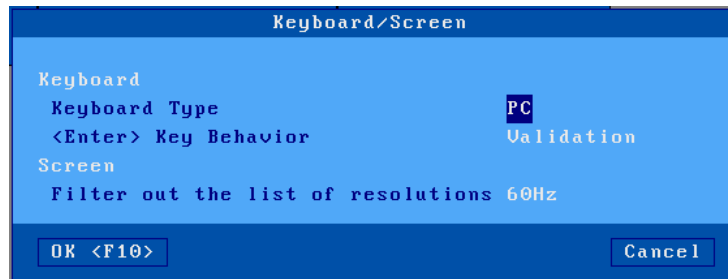 Keyboard/Screen
Keyboard
Keyboard Type PC
<Enter> Key Behavior Validation
Screen
Filter out the list of resolutions 60Hz
OK <F10> Cancel